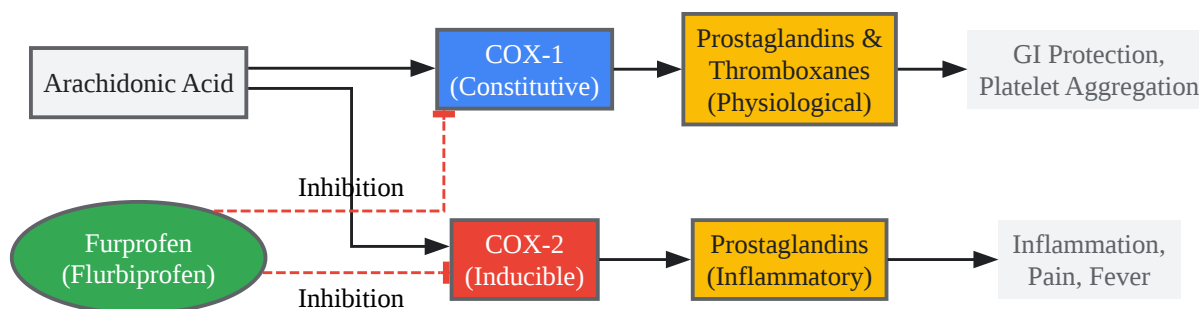 Arachidonic Acid
COX-1
(Constitutive)
Prostaglandins &
Thromboxanes
(Physiological)
GI Protection,
Platelet Aggregation
Inhibition
Furprofen
(Flurbiprofen)
Inhibition
COX-2
(Inducible)
Prostaglandins
(Inflammatory)
Inflammation,
Pain, Fever